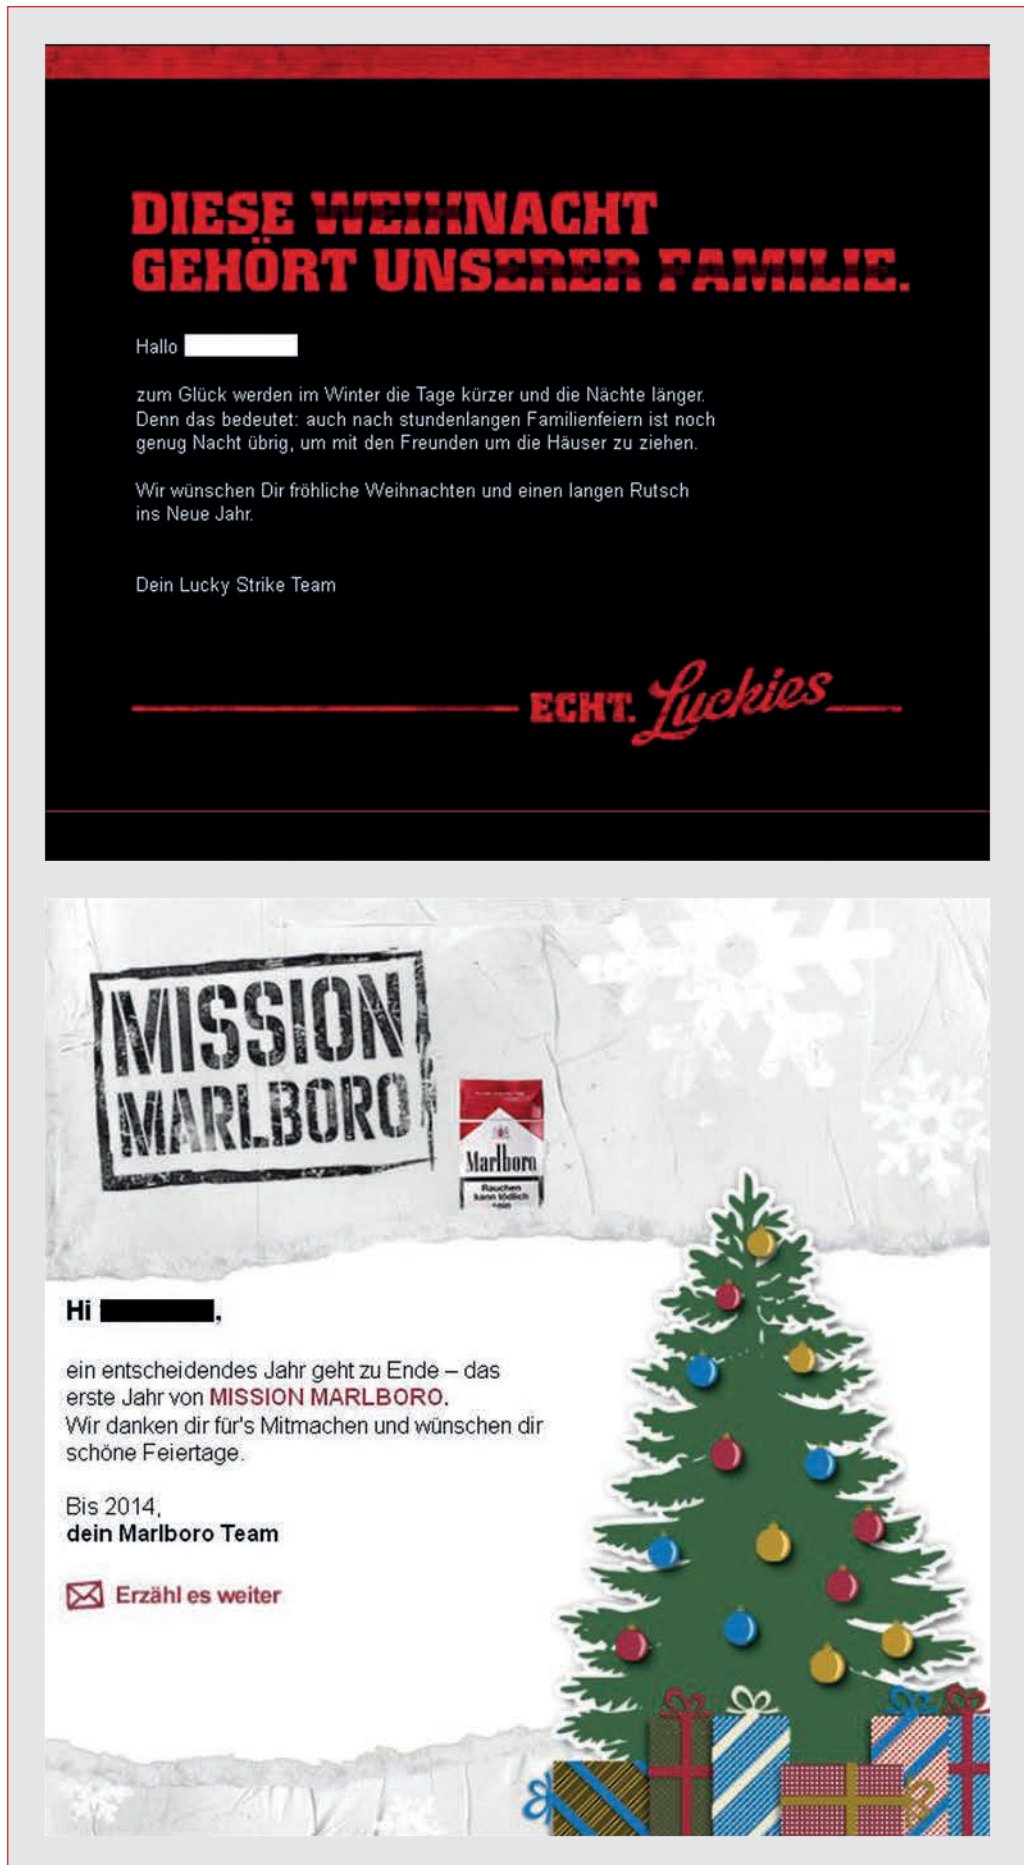 DIESE WEIHNACHT
GEHÖRT UNSERER FAMILIE.
Hallo
zum Glück werden im Winter die Tage kürzer und die Nächte länger.
Denn das bedeutet: auch nach stundenlangen Familienfeiern ist noch
genug Nacht übrig, um mit den Freunden um die Häuser zu ziehen.
Wir wünschen Dir fröhliche Weihnachten und einen langen Rutsch
ins Neue Jahr.
Dein Lucky Strike Team
ECHT. Luckies
MISSION
MARLBORO
Marlboro
Rauchen
kann tödlich
sein
Hi ,
ein entscheidendes Jahr geht zu Ende – das
erste Jahr von MISSION MARLBORO.
Wir danken dir für's Mitmachen und wünschen dir
schöne Feiertage.
Bis 2014,
dein Marlboro Team
Erzähl es weiter